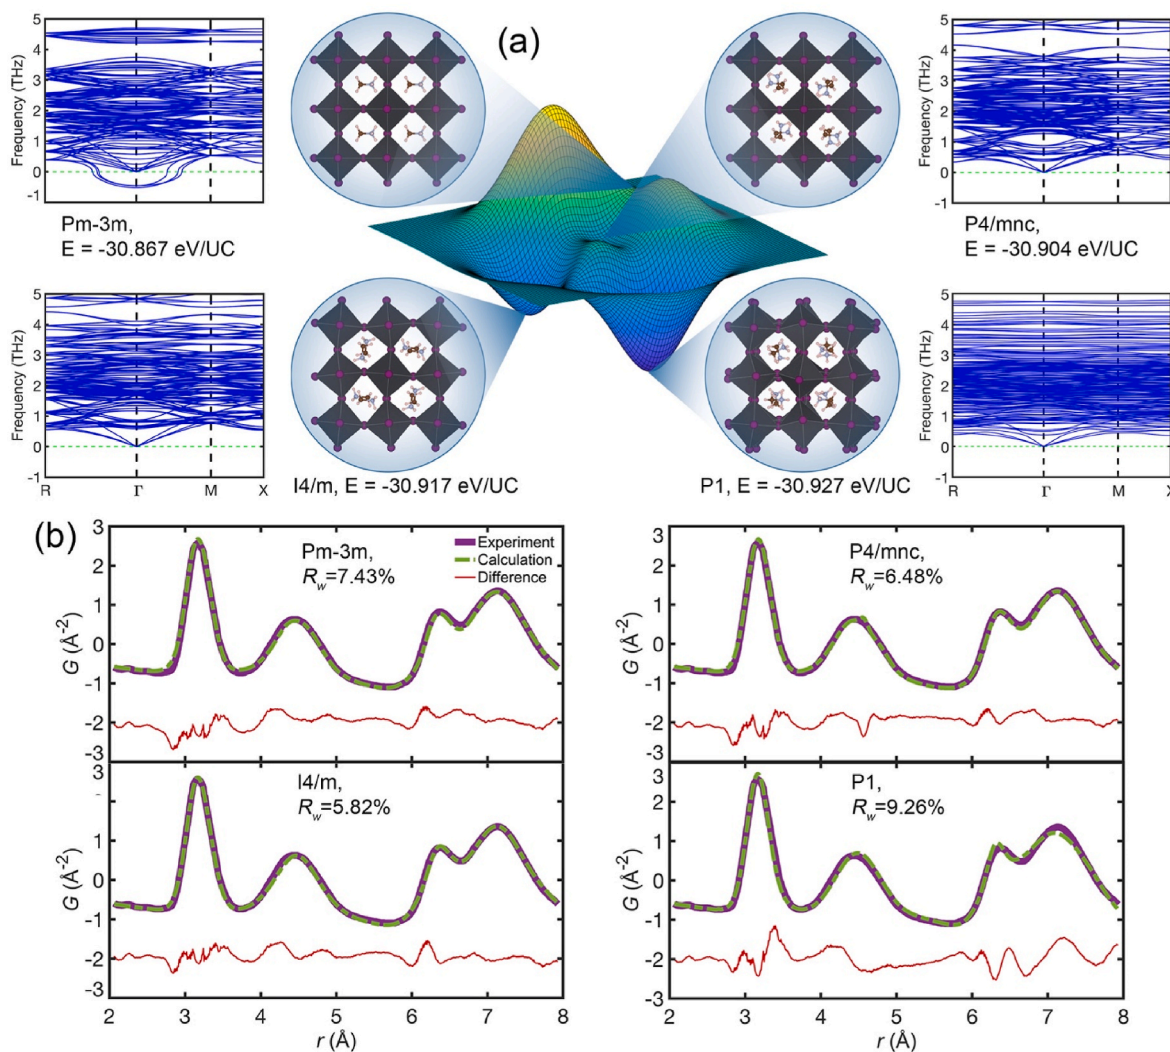 (a)
5
4
3
2
1
0
-1
Frequency (THz)
Pm-3m,
E = -30.867 eV/UC
5
4
3
2
1
0
-1
Frequency (THz)
P4/mnc,
E = -30.904 eV/UC
5
4
3
2
1
0
-1
Frequency (THz)
R Γ M X
I4/m, E = -30.917 eV/UC
P1, E = -30.927 eV/UC
5
4
3
2
1
0
-1
Frequency (THz)
R Γ M X
(b)
3
2
1
0
-1
-2
-3
G (Å⁻²)
Pm-3m,
Rw=7.43%
Experiment
Calculation
Difference
3
2
1
0
-1
-2
-3
G (Å⁻²)
P4/mnc,
Rw=6.48%
3
2
1
0
-1
-2
-3
G (Å⁻²)
I4/m,
Rw=5.82%
2 3 4 5 6 7 8
r (Å)
3
2
1
0
-1
-2
-3
G (Å⁻²)
P1,
Rw=9.26%
2 3 4 5 6 7 8
r (Å)